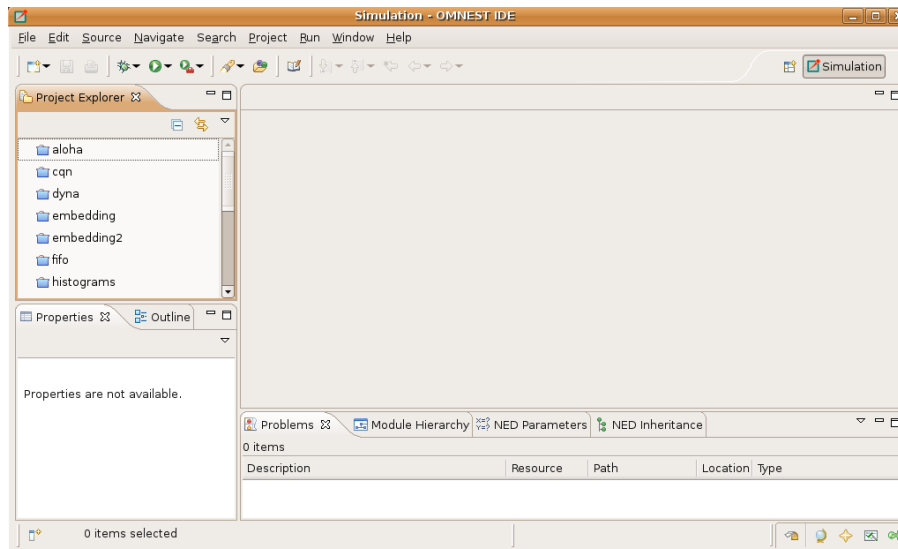 Simulation - OMNEST IDE
File Edit Source Navigate Search Project Run Window Help
Simulation
Project Explorer
aloha
cqn
dyna
embedding
embedding2
fifo
histograms
Properties Outline
Properties are not available.
Problems Module Hierarchy NED Parameters NED Inheritance
0 items
Description Resource Path Location Type
0 items selected